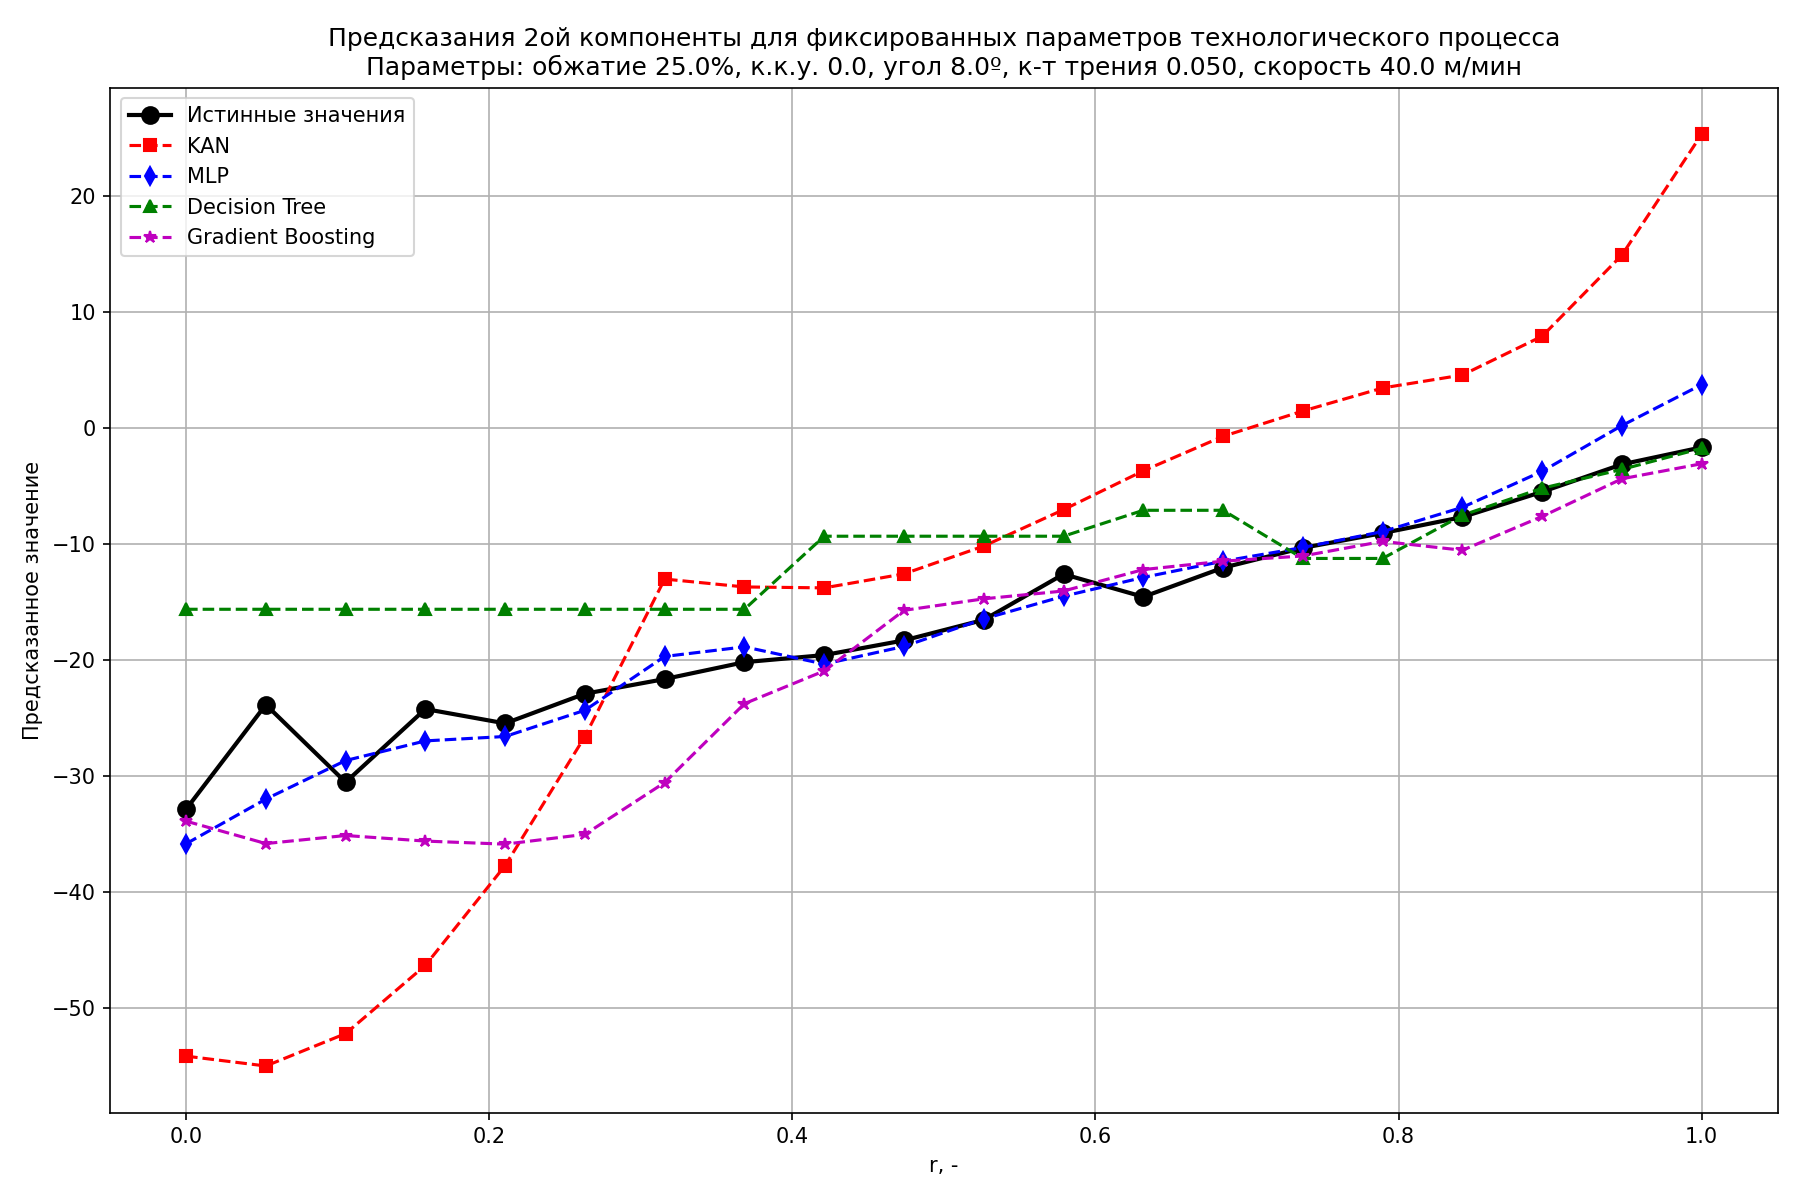 Предсказания 2ой компоненты для фиксированных параметров технологического процесса
Параметры: обжатие 25.0%, к.к.у. 0.0, угол 8.0º, к-т трения 0.050, скорость 40.0 м/мин
Истинные значения
KAN
MLP
Decision Tree
Gradient Boosting
Предсказанное значение
20
10
0
−10
−20
−30
−40
−50
0.0
0.2
0.4
0.6
0.8
1.0
r, -